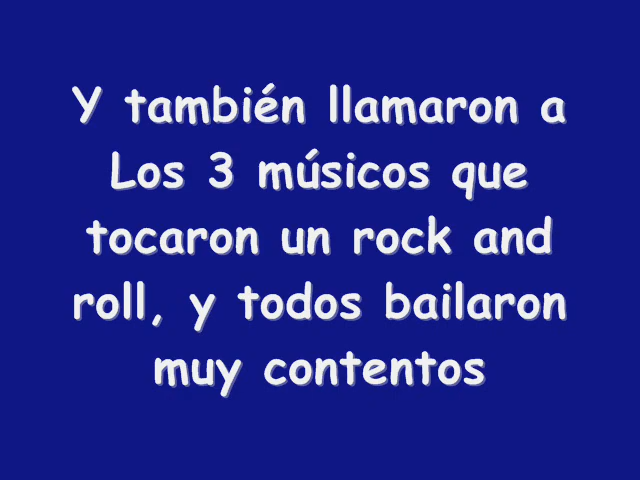 Y también llamaron a
Los 3 músicos que
tocaron un rock and
roll, y todos bailaron
muy contentos